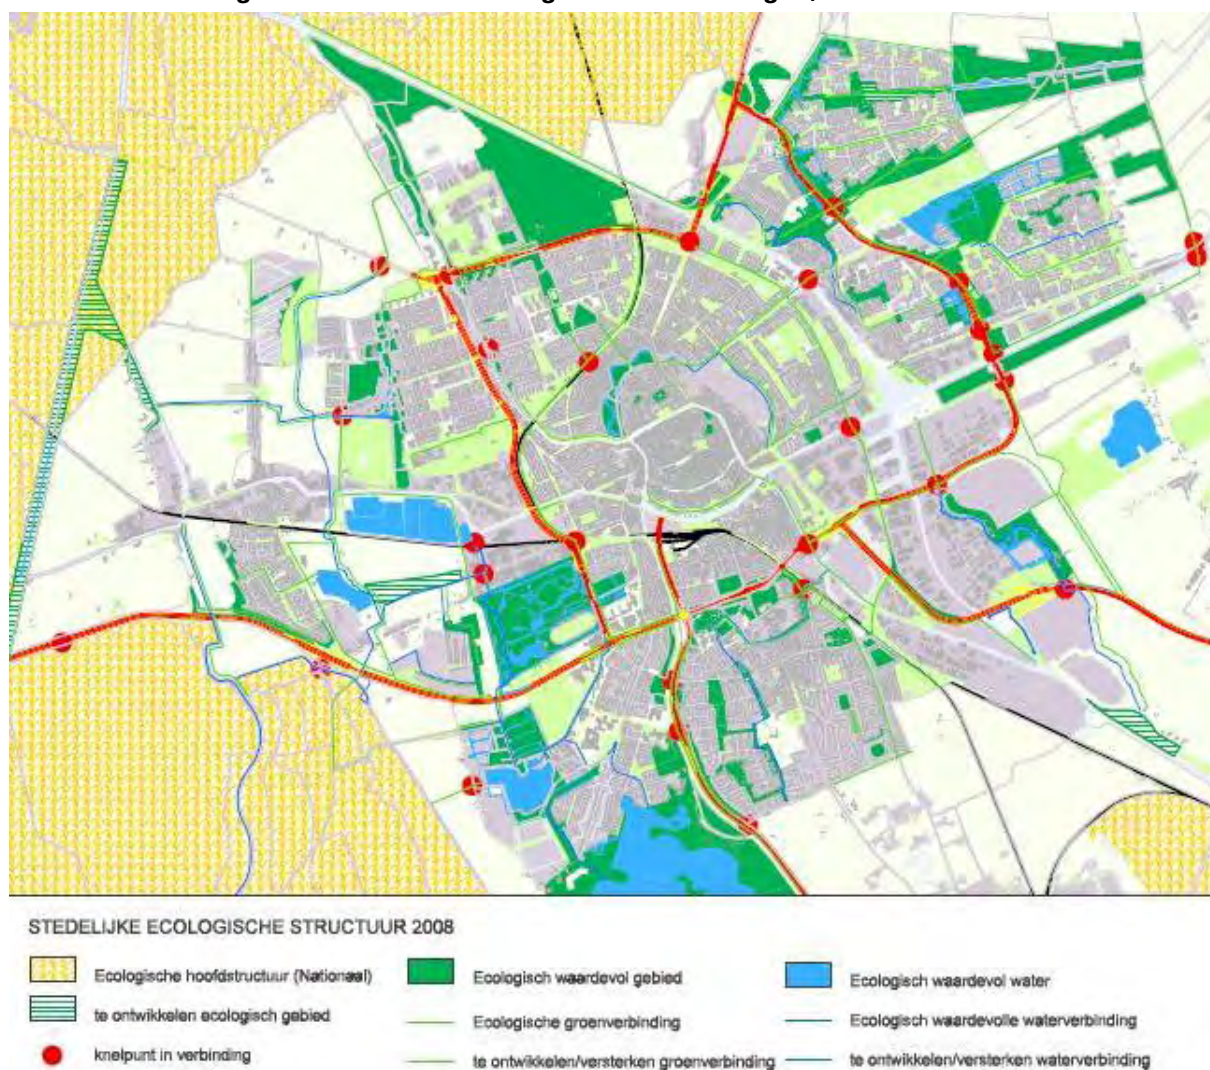 STEDELIJKE ECOLOGISCHE STRUCTUUR 2008
Ecologische hoofdstructuur (Nationaal)
Ecologisch waardevol gebied
Ecologisch waardevol water
te ontwikkelen ecologisch gebied
Ecologische groenverbinding
Ecologisch waardevolle waterverbinding
knelpunt in verbinding
te ontwikkelen/versterken groenverbinding
te ontwikkelen/versterken waterverbinding